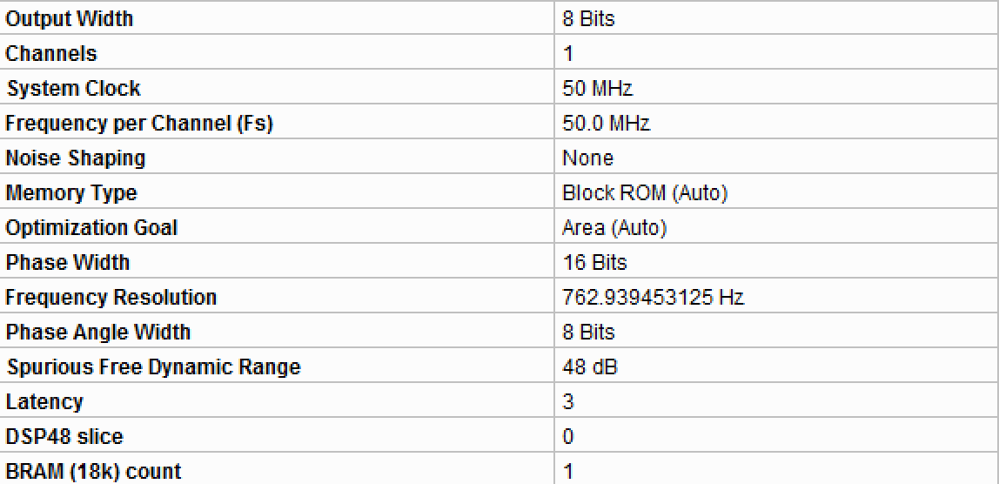 Output Width 8 Bits
Channels 1
System Clock 50 MHz
Frequency per Channel (Fs) 50.0 MHz
Noise Shaping None
Memory Type Block ROM (Auto)
Optimization Goal Area (Auto)
Phase Width 16 Bits
Frequency Resolution 762.939453125 Hz
Phase Angle Width 8 Bits
Spurious Free Dynamic Range 48 dB
Latency 3
DSP48 slice 0
BRAM (18k) count 1